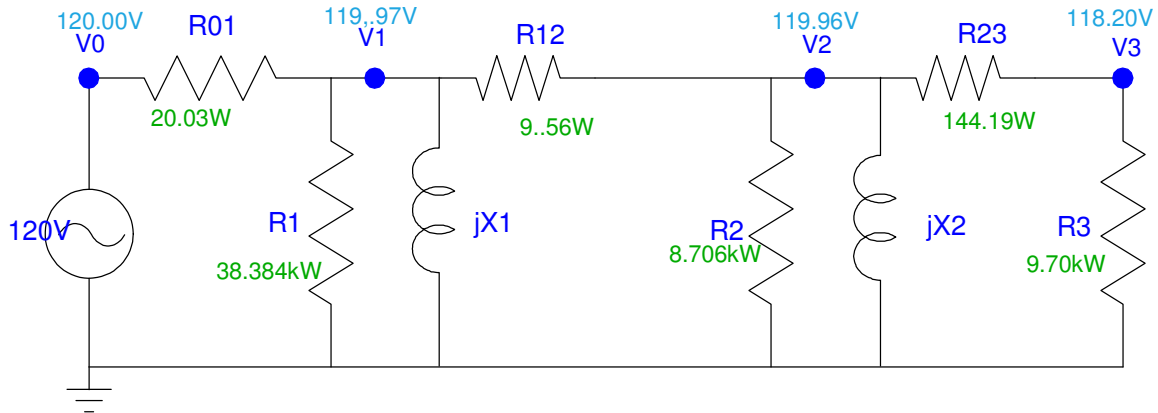 120.00V
V0
R01
20.03W
119,.97V
V1
R12
9..56W
119.96V
V2
R23
144.19W
118.20V
V3
120V
R1
38.384kW
jX1
R2
8.706kW
jX2
R3
9.70kW